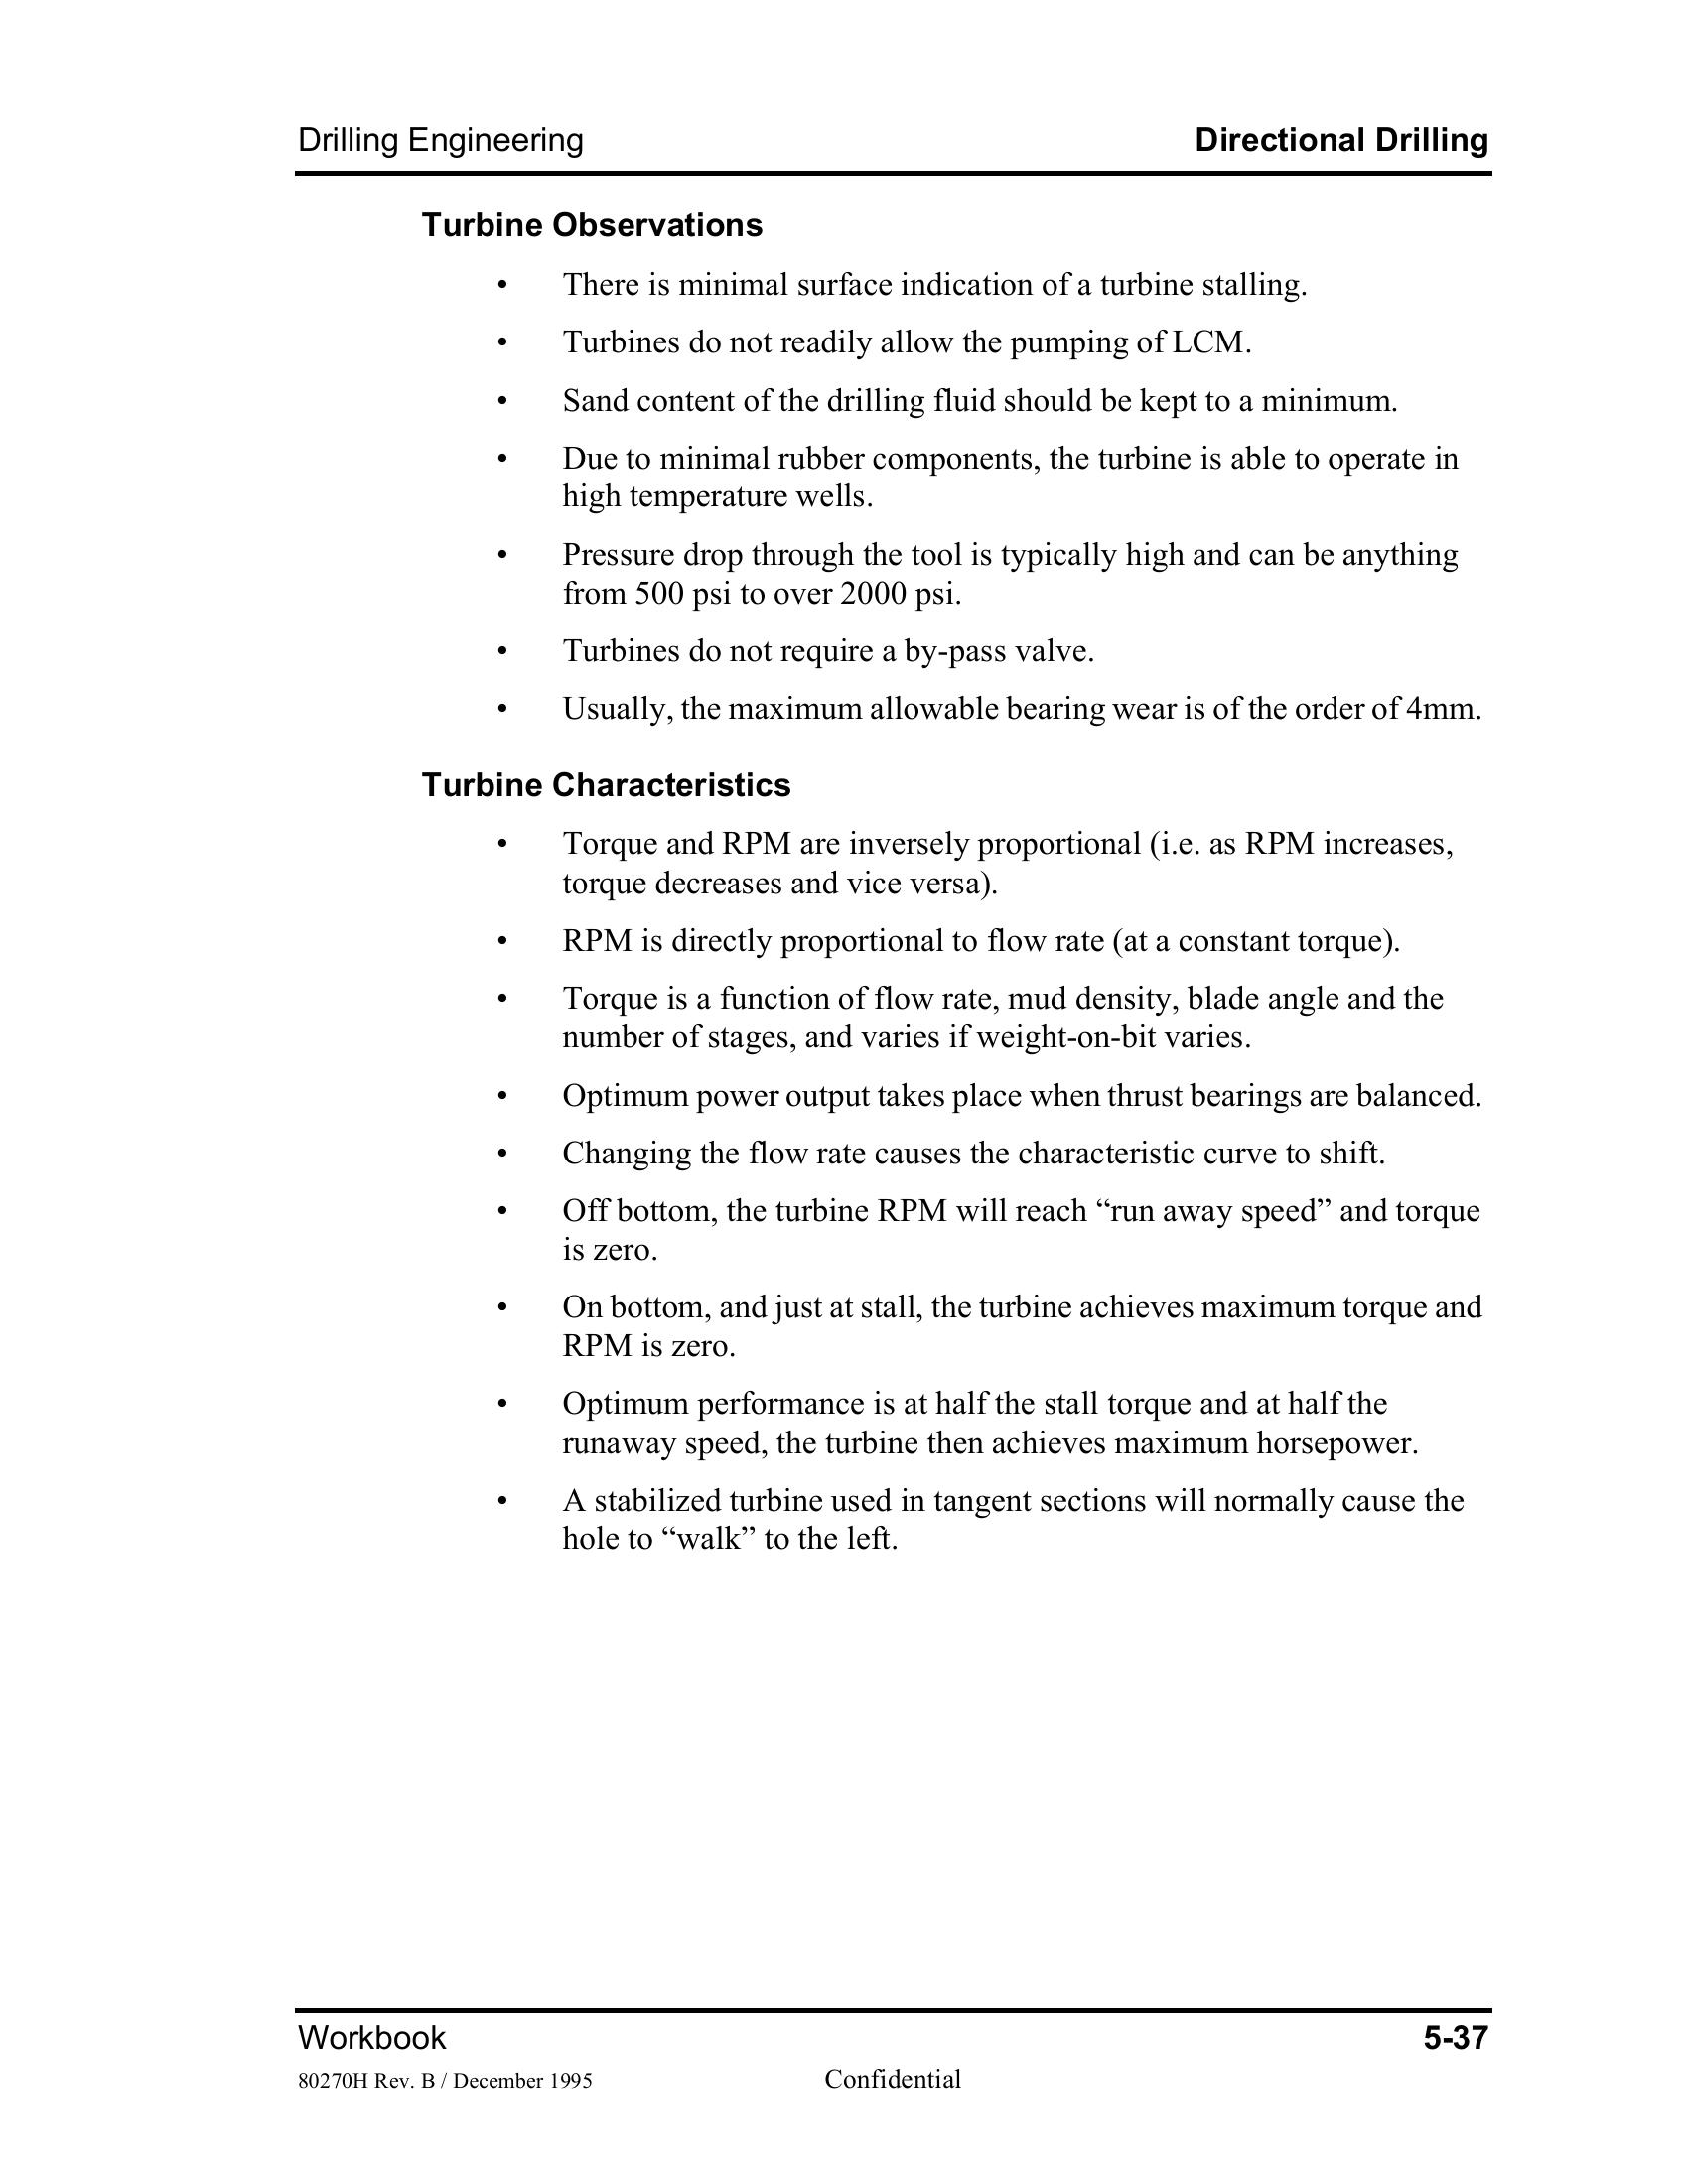 Drilling Engineering Directional Drilling
Turbine Observations
• There is minimal surface indication of a turbine stalling.
• Turbines do not readily allow the pumping of LCM.
• Sand content of the drilling fluid should be kept to a minimum.
• Due to minimal rubber components, the turbine is able to operate in
high temperature wells.
• Pressure drop through the tool is typically high and can be anything
from 500 psi to over 2000 psi.
• Turbines do not require a by-pass valve.
• Usually, the maximum allowable bearing wear is of the order of 4mm.
Turbine Characteristics
• Torque and RPM are inversely proportional (i.e. as RPM increases,
torque decreases and vice versa).
• RPM is directly proportional to flow rate (at a constant torque).
• Torque is a function of flow rate, mud density, blade angle and the
number of stages, and varies if weight-on-bit varies.
• Optimum power output takes place when thrust bearings are balanced.
• Changing the flow rate causes the characteristic curve to shift.
• Off bottom, the turbine RPM will reach “run away speed” and torque
is zero.
• On bottom, and just at stall, the turbine achieves maximum torque and
RPM is zero.
• Optimum performance is at half the stall torque and at half the
runaway speed, the turbine then achieves maximum horsepower.
• A stabilized turbine used in tangent sections will normally cause the
hole to “walk” to the left.
Workbook 5-37
80270H Rev. B / December 1995 Confidential